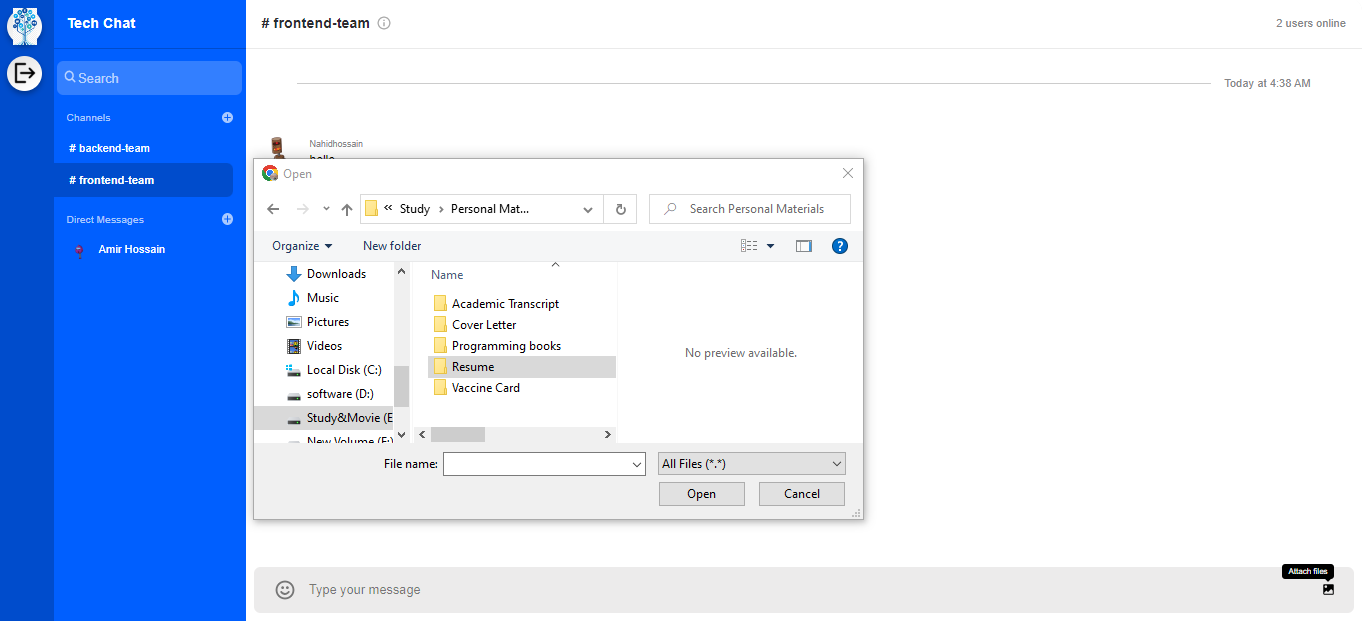 Tech Chat
Search
Channels
# backend-team
# frontend-team
Direct Messages
Amir Hossain
# frontend-team
2 users online
Today at 4:38 AM
Nahidhossain
hello
Open
« Study › Personal Mat...
Search Personal Materials
Organize
New folder
Downloads
Music
Pictures
Videos
Local Disk (C:)
software (D:)
Study&Movie (E
New Volume (F:)
Name
Academic Transcript
Cover Letter
Programming books
Resume
Vaccine Card
No preview available.
File name:
All Files (*.*)
Open
Cancel
Attach files
Type your message